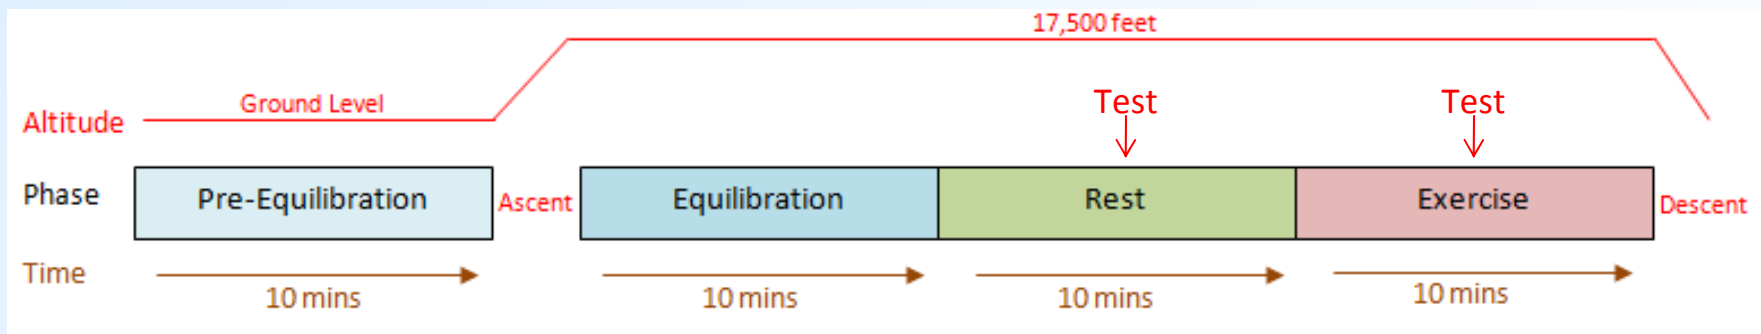 17,500 feet
Ground Level
Test
Test
Altitude
Phase
Pre-Equilibration
Ascent
Equilibration
Rest
Exercise
Descent
Time
10 mins
10 mins
10 mins
10 mins